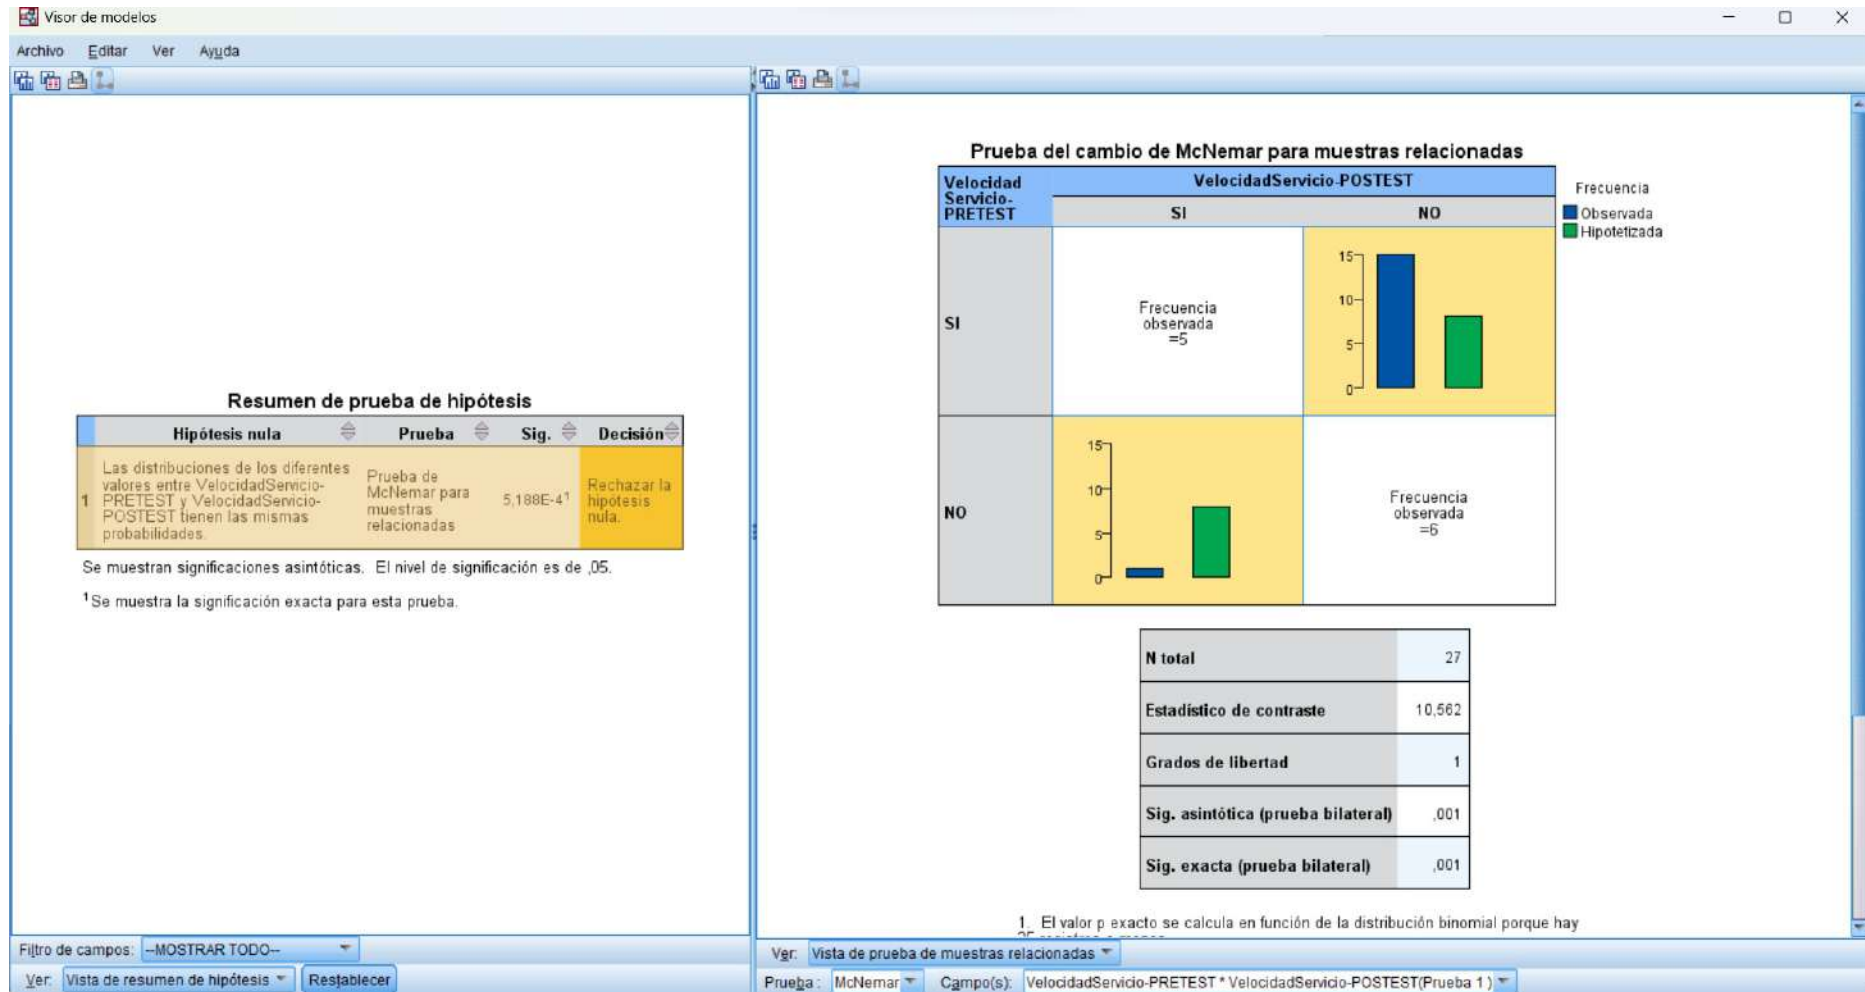 Visor de modelos
Archivo Editar Ver Ayuda
Resumen de prueba de hipótesis
Hipótesis nula Prueba Sig. Decisión
1 Las distribuciones de los diferentes valores entre VelocidadServicio-PRETEST y VelocidadServicio-POSTEST tienen las mismas probabilidades. Prueba de McNemar para muestras relacionadas 5,188E-4¹ Rechazar la hipótesis nula.
Se muestran significaciones asintóticas. El nivel de significación es de ,05.
¹Se muestra la significación exacta para esta prueba.
Filtro de campos: --MOSTRAR TODO--
Ver: Vista de resumen de hipótesis Restablecer
Prueba del cambio de McNemar para muestras relacionadas
Velocidad
Servicio-
PRETEST
VelocidadServicio-POSTEST
SI NO
Frecuencia
Observada
Hipotetizada
SI
Frecuencia
observada
=5
15
10
5
0
NO
15
10
5
0
Frecuencia
observada
=6
N total 27
Estadístico de contraste 10,562
Grados de libertad 1
Sig. asintótica (prueba bilateral) ,001
Sig. exacta (prueba bilateral) ,001
1. El valor p exacto se calcula en función de la distribución binomial porque hay
Ver: Vista de prueba de muestras relacionadas
Prueba: McNemar Campo(s): VelocidadServicio-PRETEST * VelocidadServicio-POSTEST(Prueba 1 )